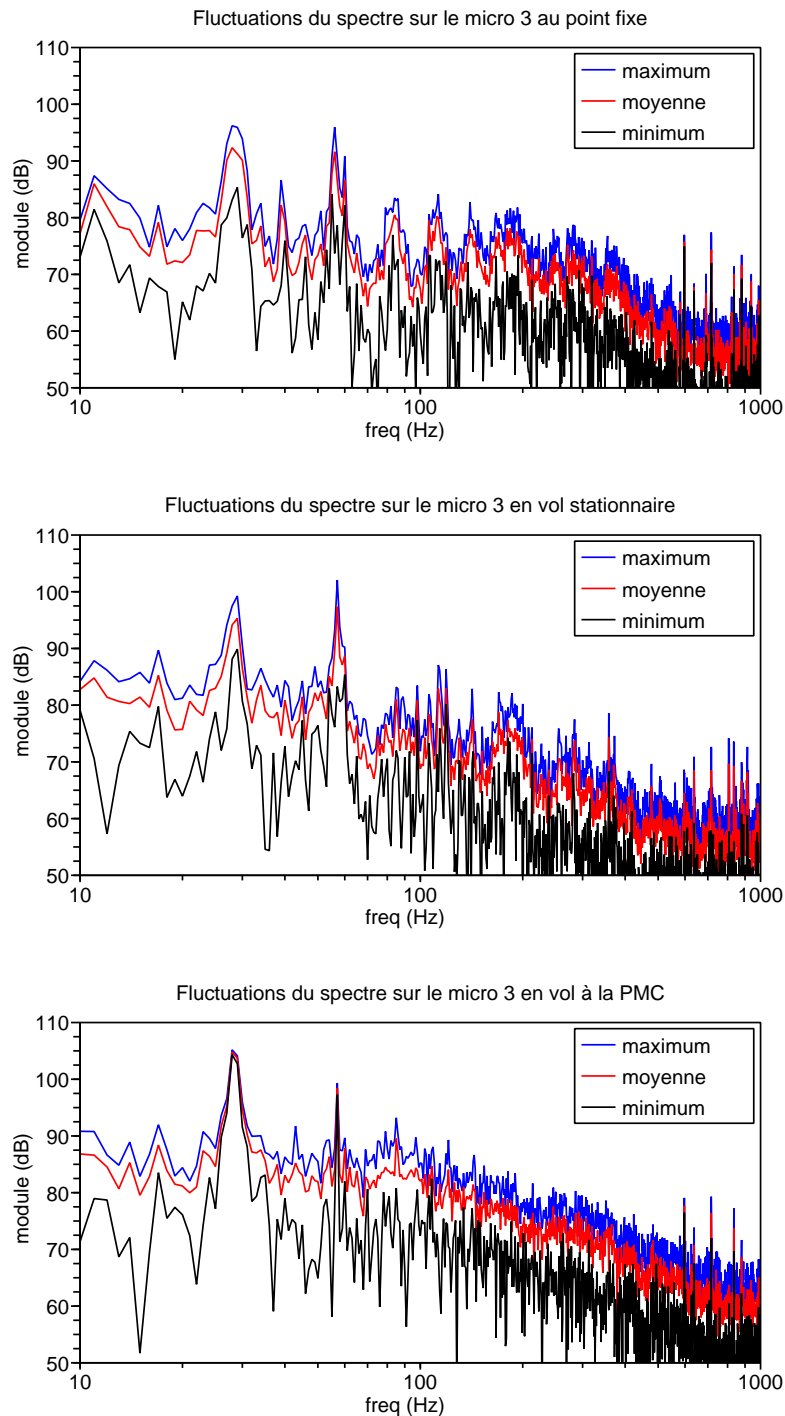 Fluctuations du spectre sur le micro 3 au point fixe
110
100
90
80
70
60
50
module (dB)
maximum
moyenne
minimum
10
100
1000
freq (Hz)
Fluctuations du spectre sur le micro 3 en vol stationnaire
110
100
90
80
70
60
50
module (dB)
maximum
moyenne
minimum
10
100
1000
freq (Hz)
Fluctuations du spectre sur le micro 3 en vol à la PMC
110
100
90
80
70
60
50
module (dB)
maximum
moyenne
minimum
10
100
1000
freq (Hz)